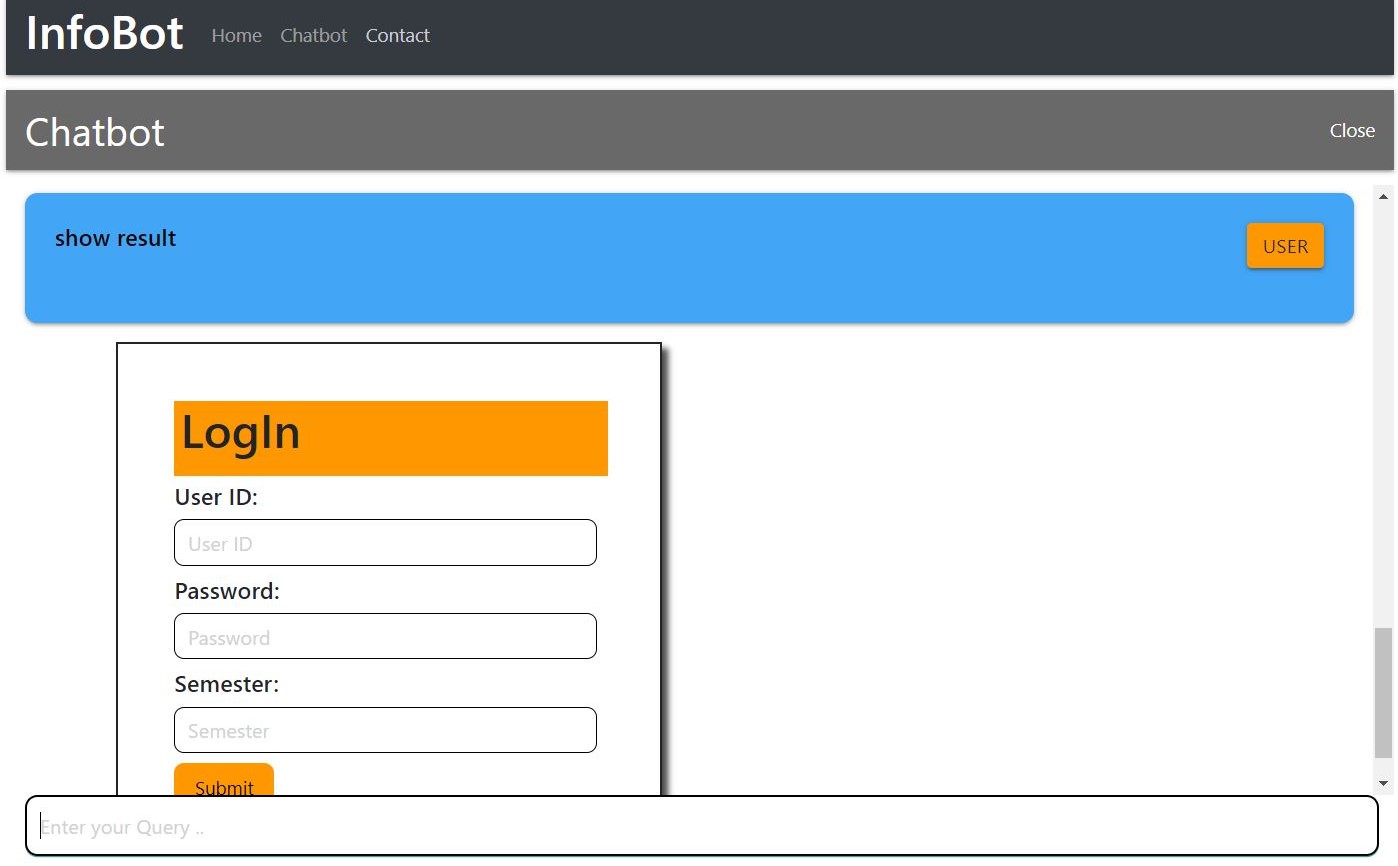 InfoBot Home Chatbot Contact
Chatbot Close
show result USER
LogIn
User ID:
User ID
Password:
Password
Semester:
Semester
Submit
Enter your Query ..